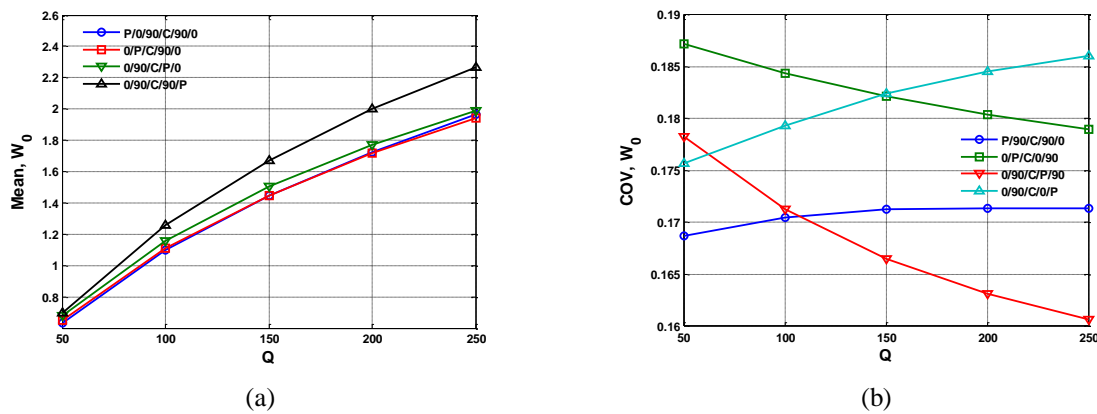 2.6
2.4
2.2
2
1.8
1.6
1.4
1.2
1
0.8
Mean, W0
50 100 150 200 250
Q
P/0/90/C/90/0
0/P/C/90/0
0/90/C/P/0
0/90/C/90/P
(a)
0.19
0.185
0.18
0.175
0.17
0.165
0.16
COV, W0
50 100 150 200 250
Q
P/90/C/90/0
0/P/C/0/90
0/90/C/P/90
0/90/C/0/P
(b)